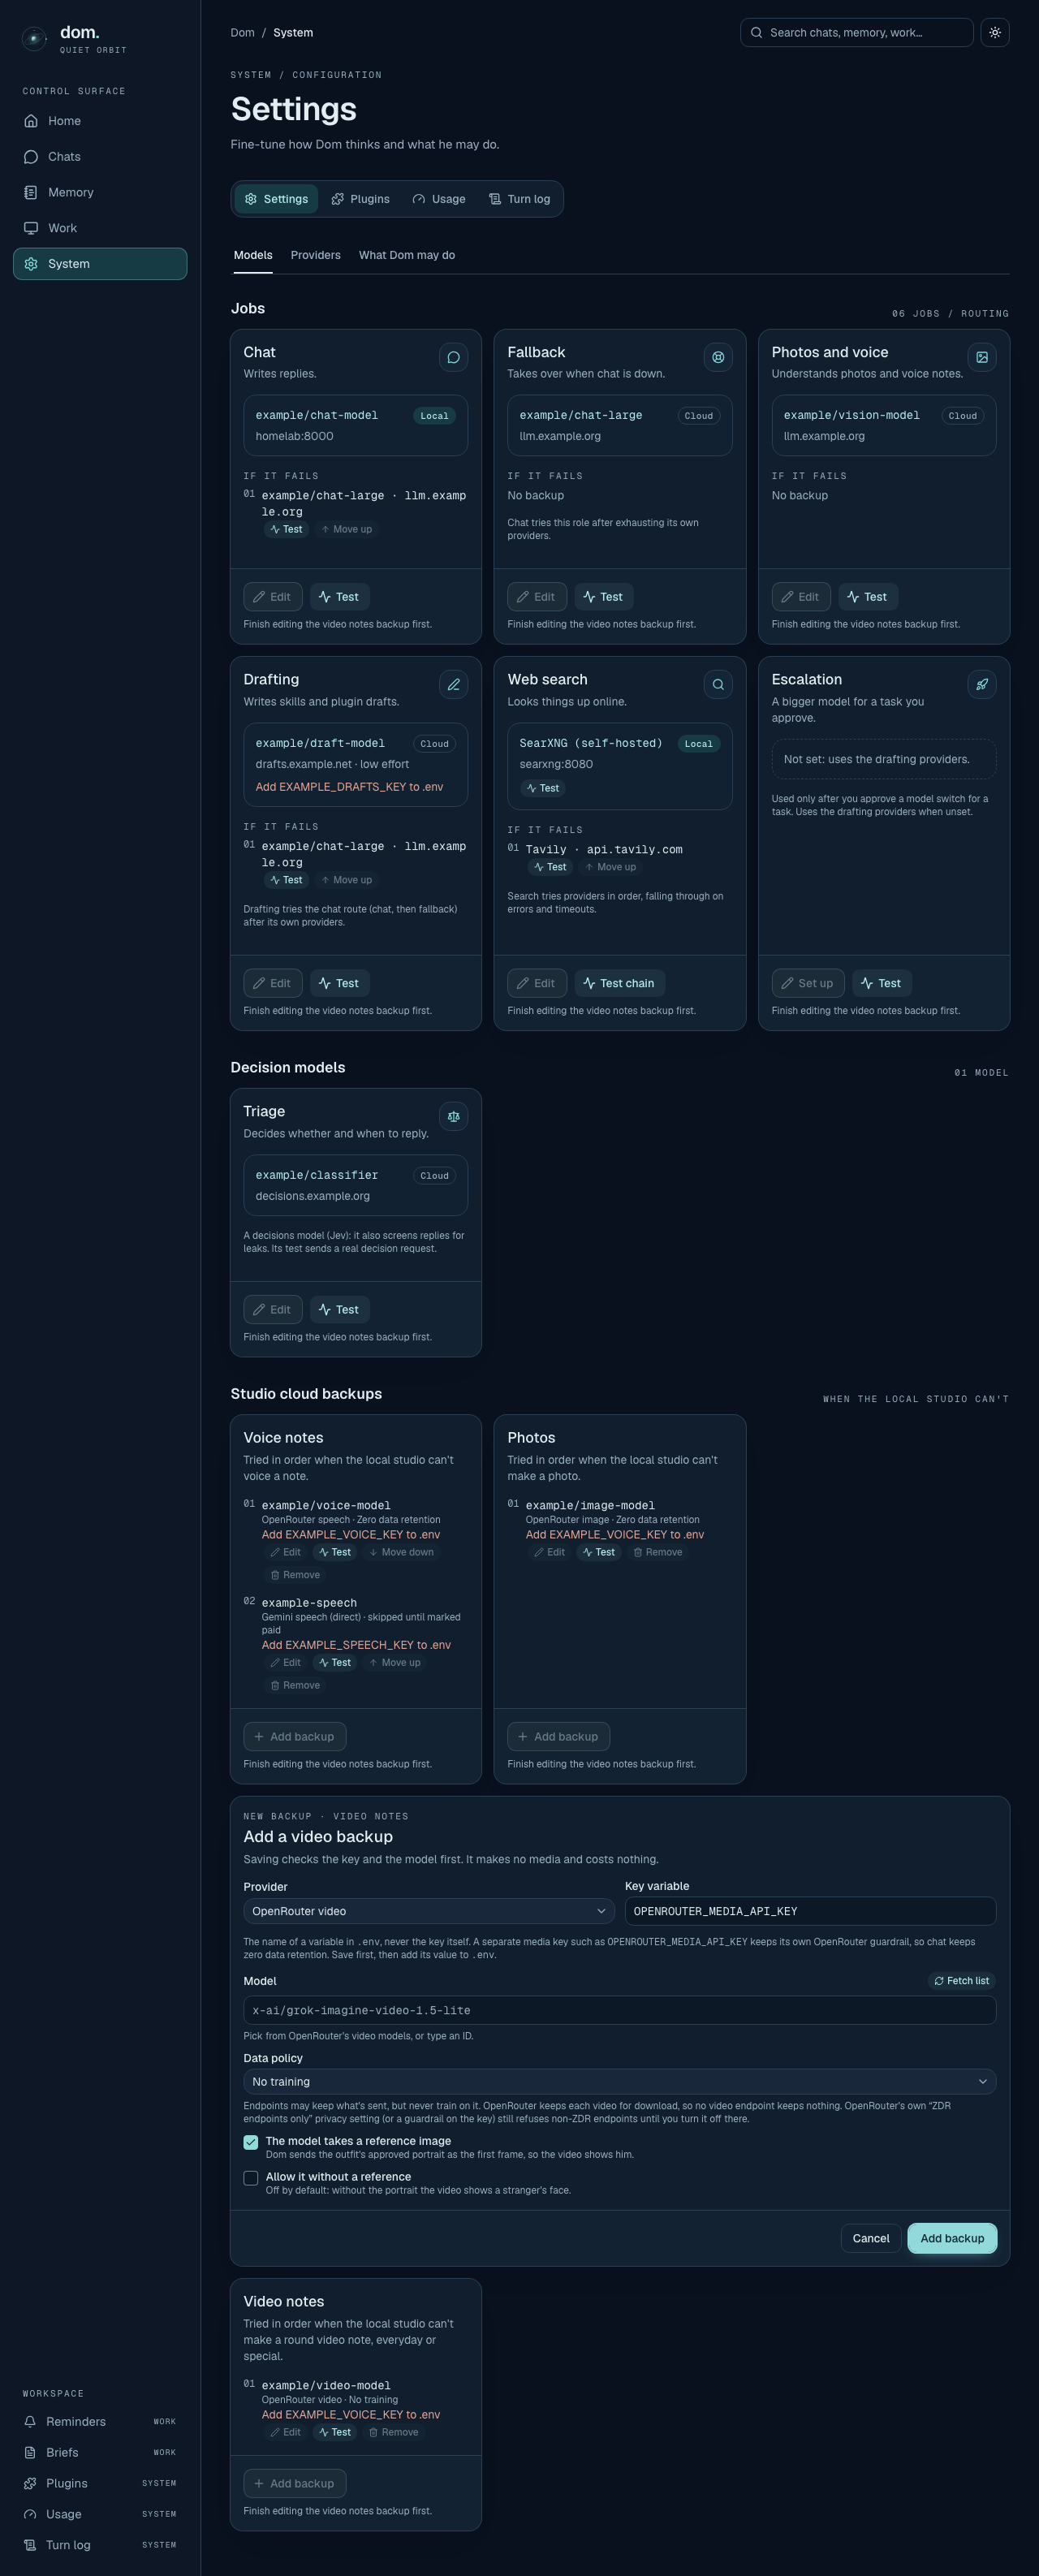 dom.
QUIET ORBIT
CONTROL SURFACE
Home
Chats
Memory
Work
System
Dom / System
Search chats, memory, work…
SYSTEM / CONFIGURATION
Settings
Fine-tune how Dom thinks and what he may do.
Settings
Plugins
Usage
Turn log
Models
Providers
What Dom may do
Jobs
06 JOBS / ROUTING
Chat
Writes replies.
example/chat-model
Local
homelab:8000
IF IT FAILS
01 example/chat-large · llm.examp
le.org
Test
Move up
Edit
Test
Finish editing the video notes backup first.
Fallback
Takes over when chat is down.
example/chat-large
Cloud
llm.example.org
IF IT FAILS
No backup
Chat tries this role after exhausting its own
providers.
Edit
Test
Finish editing the video notes backup first.
Photos and voice
Understands photos and voice notes.
example/vision-model
Cloud
llm.example.org
IF IT FAILS
No backup
Edit
Test
Finish editing the video notes backup first.
Drafting
Writes skills and plugin drafts.
example/draft-model
Cloud
drafts.example.net · low effort
Add EXAMPLE_DRAFTS_KEY to .env
IF IT FAILS
01 example/chat-large · llm.examp
le.org
Test
Move up
Drafting tries the chat route (chat, then fallback)
after its own providers.
Edit
Test
Finish editing the video notes backup first.
Web search
Looks things up online.
SearXNG (self-hosted)
Local
searxng:8080
Test
IF IT FAILS
01 Tavily · api.tavily.com
Test
Move up
Search tries providers in order, falling through on
errors and timeouts.
Edit
Test chain
Finish editing the video notes backup first.
Escalation
A bigger model for a task you
approve.
Not set: uses the drafting providers.
Used only after you approve a model switch for a
task. Uses the drafting providers when unset.
Set up
Test
Finish editing the video notes backup first.
Decision models
01 MODEL
Triage
Decides whether and when to reply.
example/classifier
Cloud
decisions.example.org
A decisions model (Jev): it also screens replies for
leaks. Its test sends a real decision request.
Edit
Test
Finish editing the video notes backup first.
Studio cloud backups
WHEN THE LOCAL STUDIO CAN'T
Voice notes
Tried in order when the local studio can't
voice a note.
01 example/voice-model
OpenRouter speech · Zero data retention
Add EXAMPLE_VOICE_KEY to .env
Edit
Test
Move down
Remove
02 example-speech
Gemini speech (direct) · skipped until marked
paid
Add EXAMPLE_SPEECH_KEY to .env
Edit
Test
Move up
Remove
Add backup
Finish editing the video notes backup first.
Photos
Tried in order when the local studio can't
make a photo.
01 example/image-model
OpenRouter image · Zero data retention
Add EXAMPLE_VOICE_KEY to .env
Edit
Test
Remove
Add backup
Finish editing the video notes backup first.
NEW BACKUP · VIDEO NOTES
Add a video backup
Saving checks the key and the model first. It makes no media and costs nothing.
Provider
OpenRouter video
Key variable
OPENROUTER_MEDIA_API_KEY
The name of a variable in .env, never the key itself. A separate media key such as OPENROUTER_MEDIA_API_KEY keeps its own OpenRouter guardrail, so chat keeps
zero data retention. Save first, then add its value to .env.
Model
Fetch list
x-ai/grok-imagine-video-1.5-lite
Pick from OpenRouter's video models, or type an ID.
Data policy
No training
Endpoints may keep what's sent, but never train on it. OpenRouter keeps each video for download, so no video endpoint keeps nothing. OpenRouter's own “ZDR
endpoints only” privacy setting (or a guardrail on the key) still refuses non-ZDR endpoints until you turn it off there.
The model takes a reference image
Dom sends the outfit's approved portrait as the first frame, so the video shows him.
Allow it without a reference
Off by default: without the portrait the video shows a stranger's face.
Cancel
Add backup
Video notes
Tried in order when the local studio can't
make a round video note, everyday or
special.
01 example/video-model
OpenRouter video · No training
Add EXAMPLE_VOICE_KEY to .env
Edit
Test
Remove
Add backup
Finish editing the video notes backup first.
WORKSPACE
Reminders WORK
Briefs WORK
Plugins SYSTEM
Usage SYSTEM
Turn log SYSTEM